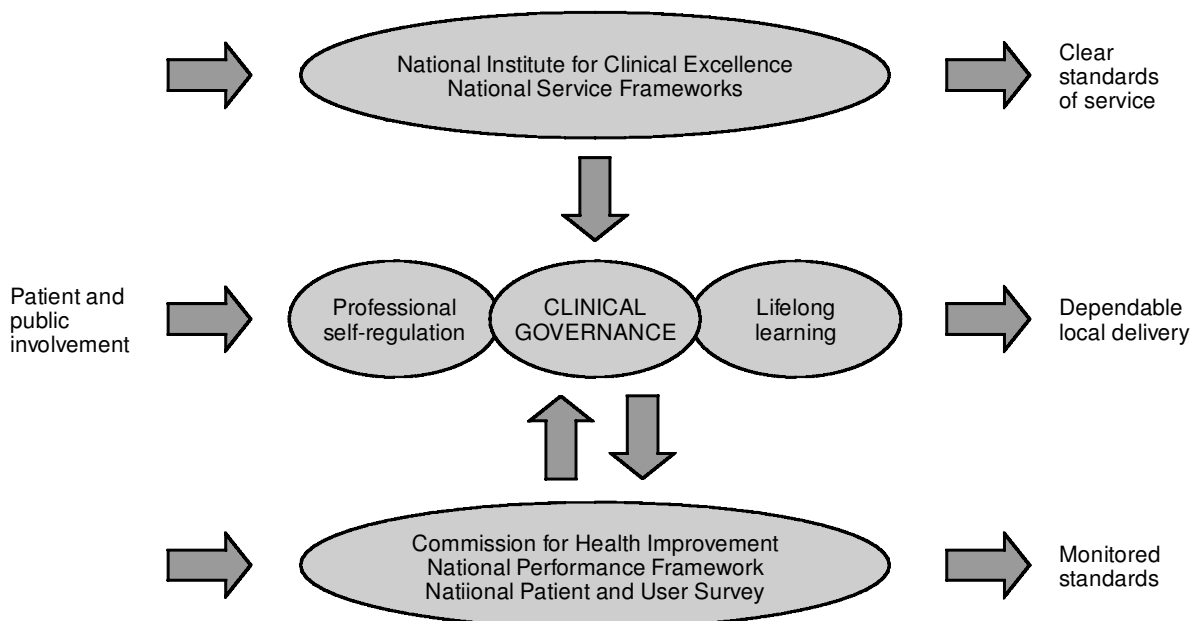 National Institute for Clinical Excellence
National Service Frameworks
Clear
standards
of service
Patient and
public
involvement
Professional
self-regulation
CLINICAL
GOVERNANCE
Lifelong
learning
Dependable
local delivery
Commission for Health Improvement
National Performance Framework
Natiional Patient and User Survey
Monitored
standards